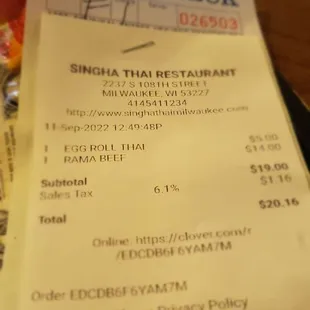 026503
SINGHA THAI RESTAURANT
2237 S 108TH STREET
MILWAUKEE, WI 53227
4145411234
http://www.singhathaimilwaukee.com/
11-Sep-2022 12:49:48P
1 EGG ROLL THAI $5.00
1 RAMA BEEF $14.00
Subtotal $19.00
Sales Tax 6.1% $1.16
Total $20.16
Online: https://clover.com/r
/EDCDB6F6YAM7M
Order EDCDB6F6YAM7M
Privacy Policy